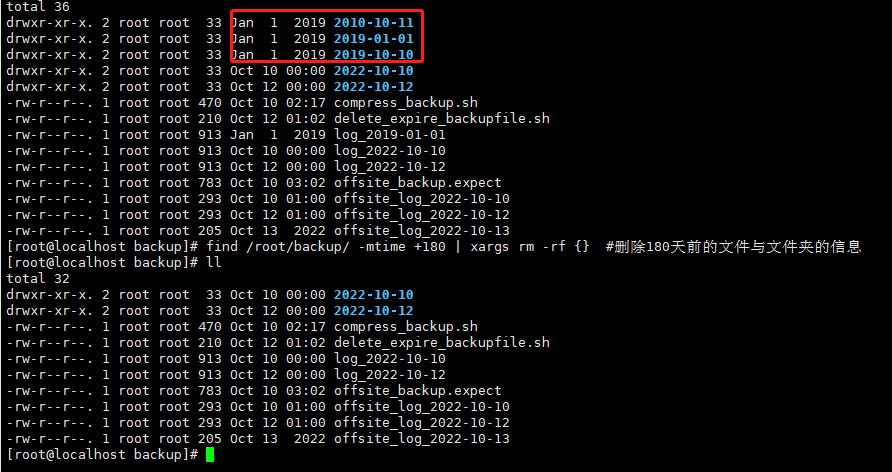 total 36
drwxr-xr-x. 2 root root  33 Jan  1  2019 2010-10-11
drwxr-xr-x. 2 root root  33 Jan  1  2019 2019-01-01
drwxr-xr-x. 2 root root  33 Jan  1  2019 2019-10-10
drwxr-xr-x. 2 root root  33 Oct 10 00:00 2022-10-10
drwxr-xr-x. 2 root root  33 Oct 12 00:00 2022-10-12
-rw-r--r--. 1 root root 470 Oct 10 02:17 compress_backup.sh
-rw-r--r--. 1 root root 210 Oct 12 01:02 delete_expire_backupfile.sh
-rw-r--r--. 1 root root 913 Jan  1  2019 log_2019-01-01
-rw-r--r--. 1 root root 913 Oct 10 00:00 log_2022-10-10
-rw-r--r--. 1 root root 913 Oct 12 00:00 log_2022-10-12
-rw-r--r--. 1 root root 783 Oct 10 03:02 offsite_backup.expect
-rw-r--r--. 1 root root 293 Oct 10 01:00 offsite_log_2022-10-10
-rw-r--r--. 1 root root 293 Oct 12 01:00 offsite_log_2022-10-12
-rw-r--r--. 1 root root 205 Oct 13  2022 offsite_log_2022-10-13
[root@localhost backup]# find /root/backup/ -mtime +180 | xargs rm -rf {}  #删除180天前的文件与文件夹的信息
[root@localhost backup]# ll
total 32
drwxr-xr-x. 2 root root  33 Oct 10 00:00 2022-10-10
drwxr-xr-x. 2 root root  33 Oct 12 00:00 2022-10-12
-rw-r--r--. 1 root root 470 Oct 10 02:17 compress_backup.sh
-rw-r--r--. 1 root root 210 Oct 12 01:02 delete_expire_backupfile.sh
-rw-r--r--. 1 root root 913 Oct 10 00:00 log_2022-10-10
-rw-r--r--. 1 root root 913 Oct 12 00:00 log_2022-10-12
-rw-r--r--. 1 root root 783 Oct 10 03:02 offsite_backup.expect
-rw-r--r--. 1 root root 293 Oct 10 01:00 offsite_log_2022-10-10
-rw-r--r--. 1 root root 293 Oct 12 01:00 offsite_log_2022-10-12
-rw-r--r--. 1 root root 205 Oct 13  2022 offsite_log_2022-10-13
[root@localhost backup]#